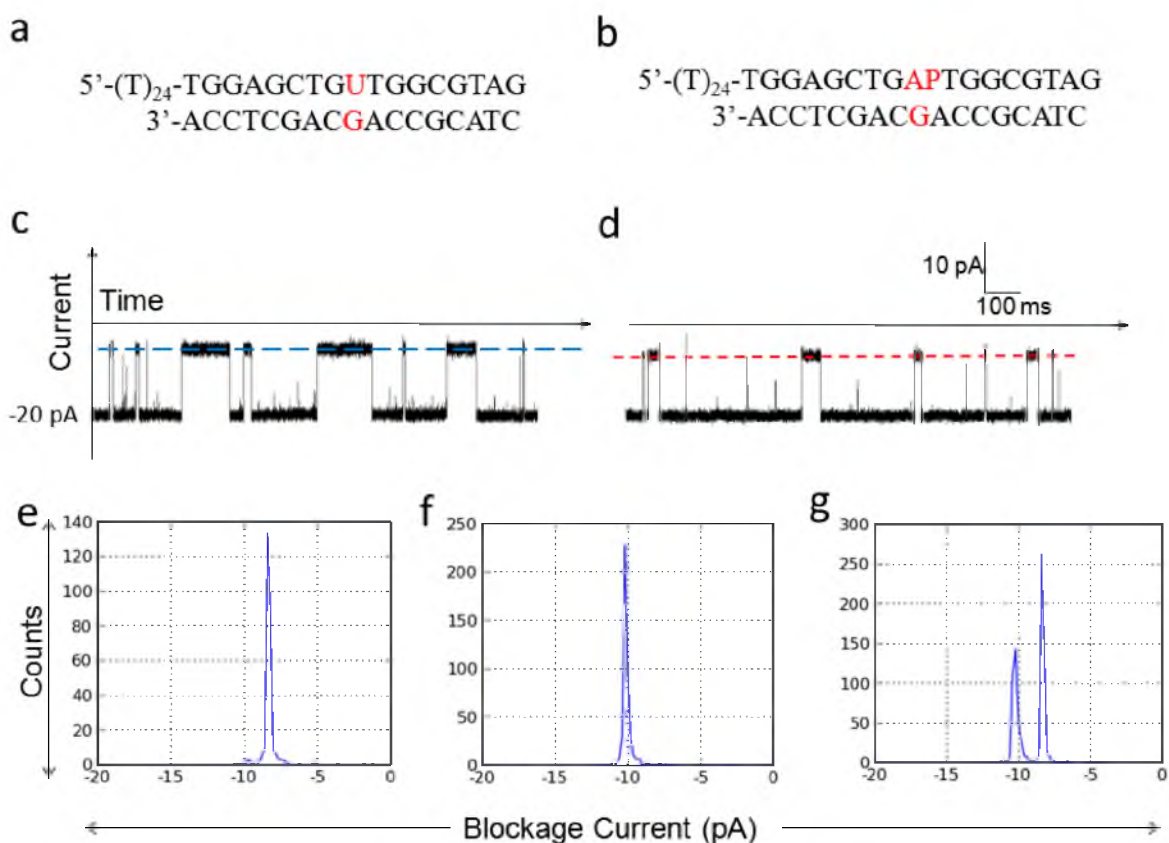 a
5’-(T)24-TGGAGCTGUTGGCGTAG
3’-ACCTCGACGACCGCATC
b
5’-(T)24-TGGAGCTGAPTGGCGTAG
3’-ACCTCGACGACCGCATC
c
Current
Time
-20 pA
d
10 pA
100 ms
e
Counts
140
120
100
80
60
40
20
0
-20
-15
-10
-5
0
f
250
200
150
100
50
0
-20
-15
-10
-5
0
g
300
250
200
150
100
50
0
-20
-15
-10
-5
0
Blockage Current (pA)